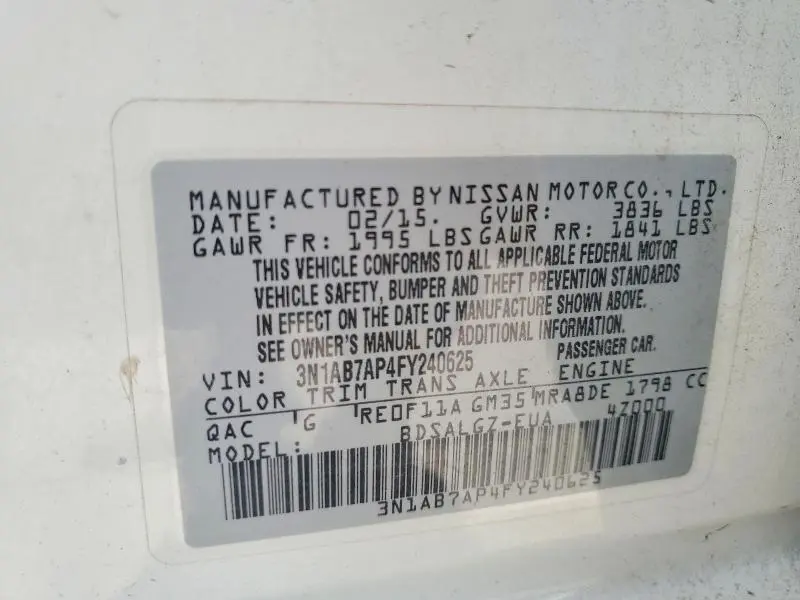 MANUFACTURED BY NISSAN MOTOR CO., LTD.
DATE: 02/15. GVWR: 3836 LBS
GAWR FR: 1995 LBS GAWR RR: 1841 LBS
THIS VEHICLE CONFORMS TO ALL APPLICABLE FEDERAL MOTOR
VEHICLE SAFETY, BUMPER AND THEFT PREVENTION STANDARDS
IN EFFECT ON THE DATE OF MANUFACTURE SHOWN ABOVE.
SEE OWNER'S MANUAL FOR ADDITIONAL INFORMATION.
VIN: 3N1AB7AP4FY240625 PASSENGER CAR.
COLOR TRIM TRANS AXLE ENGINE
QAC G RE0F11A GM35 MRA8DE 1798 CC
MODEL: BDSALGZ-EUA 4Z000
3N1AB7AP4FY240625